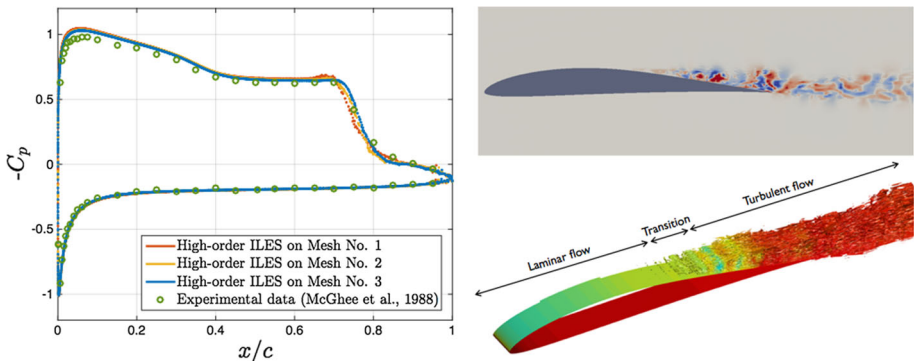 1
0.5
0
-0.5
-1
-Cp
High-order ILES on Mesh No. 1
High-order ILES on Mesh No. 2
High-order ILES on Mesh No. 3
Experimental data (McGhee et al., 1988)
0 0.2 0.4 0.6 0.8 1
x/c
Laminar flow
Transition
Turbulent flow